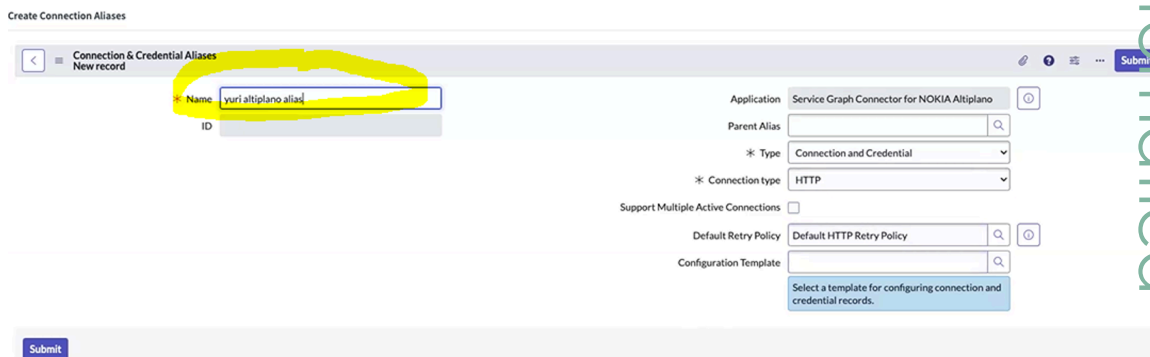 Create Connection Aliases
Connection & Credential Aliases
New record
Submit
* Name yuri altiplano alias
ID
Application Service Graph Connector for NOKIA Altiplano
Parent Alias
* Type Connection and Credential
* Connection type HTTP
Support Multiple Active Connections
Default Retry Policy Default HTTP Retry Policy
Configuration Template
Select a template for configuring connection and
credential records.
Submit